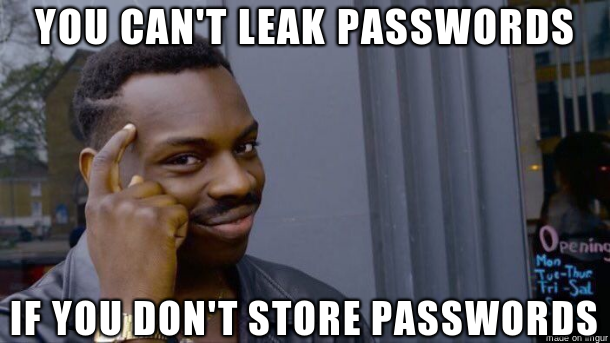 YOU CAN'T LEAK PASSWORDS
Opening
Mon
Tue-Thur
Fri-Sat
IF YOU DON'T STORE PASSWORDS
made on imgur